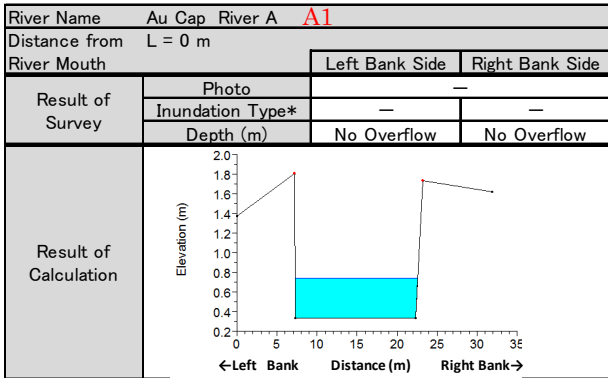 River Name Au Cap River A A1
Distance from L = 0 m
River Mouth Left Bank Side Right Bank Side
Result of Survey
Photo —
Inundation Type* — —
Depth (m) No Overflow No Overflow
Result of Calculation
Elevation (m)
2.0
1.8
1.6
1.4
1.2
1.0
0.8
0.6
0.4
0.2
0 5 10 15 20 25 30 35
←Left Bank Distance (m) Right Bank→